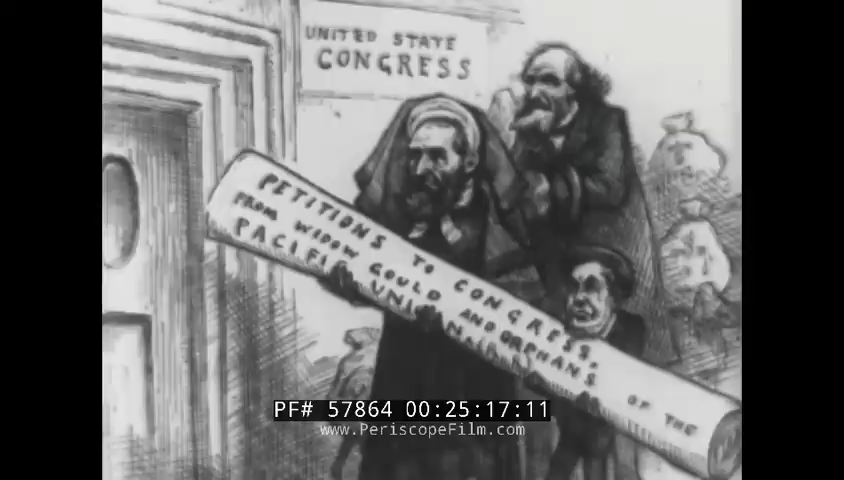 UNITED STATE
CONGRESS
PETITIONS TO CONGRESS,
FROM WIDOW GOULD AND ORPHANS OF THE
PACIFIC UNION
PF# 57864 00:25:17:11
www.PeriscopeFilm.com